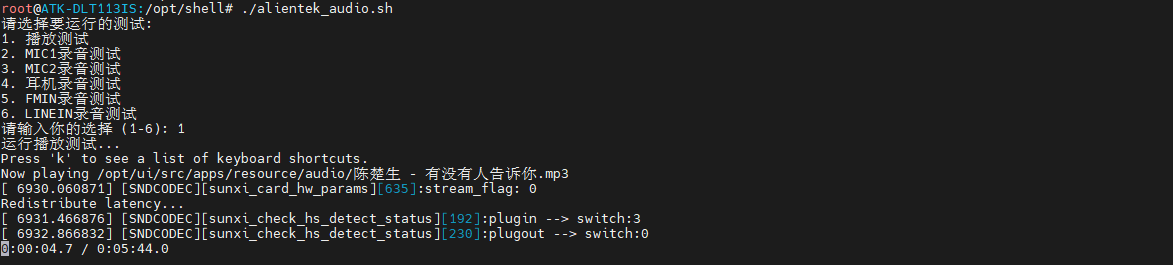 root@ATK-DLT113IS:/opt/shell# ./alientek_audio.sh
请选择要运行的测试:
1. 播放测试
2. MIC1录音测试
3. MIC2录音测试
4. 耳机录音测试
5. FMIN录音测试
6. LINEIN录音测试
请输入你的选择 (1-6): 1
运行播放测试...
Press 'k' to see a list of keyboard shortcuts.
Now playing /opt/ui/src/apps/resource/audio/陈楚生 - 有没有人告诉你.mp3
[ 6930.060871] [SNDCODEC][sunxi_card_hw_params][635]:stream_flag: 0
Redistribute latency...
[ 6931.466876] [SNDCODEC][sunxi_check_hs_detect_status][192]:plugin --> switch:3
[ 6932.866832] [SNDCODEC][sunxi_check_hs_detect_status][230]:plugout --> switch:0
0:00:04.7 / 0:05:44.0